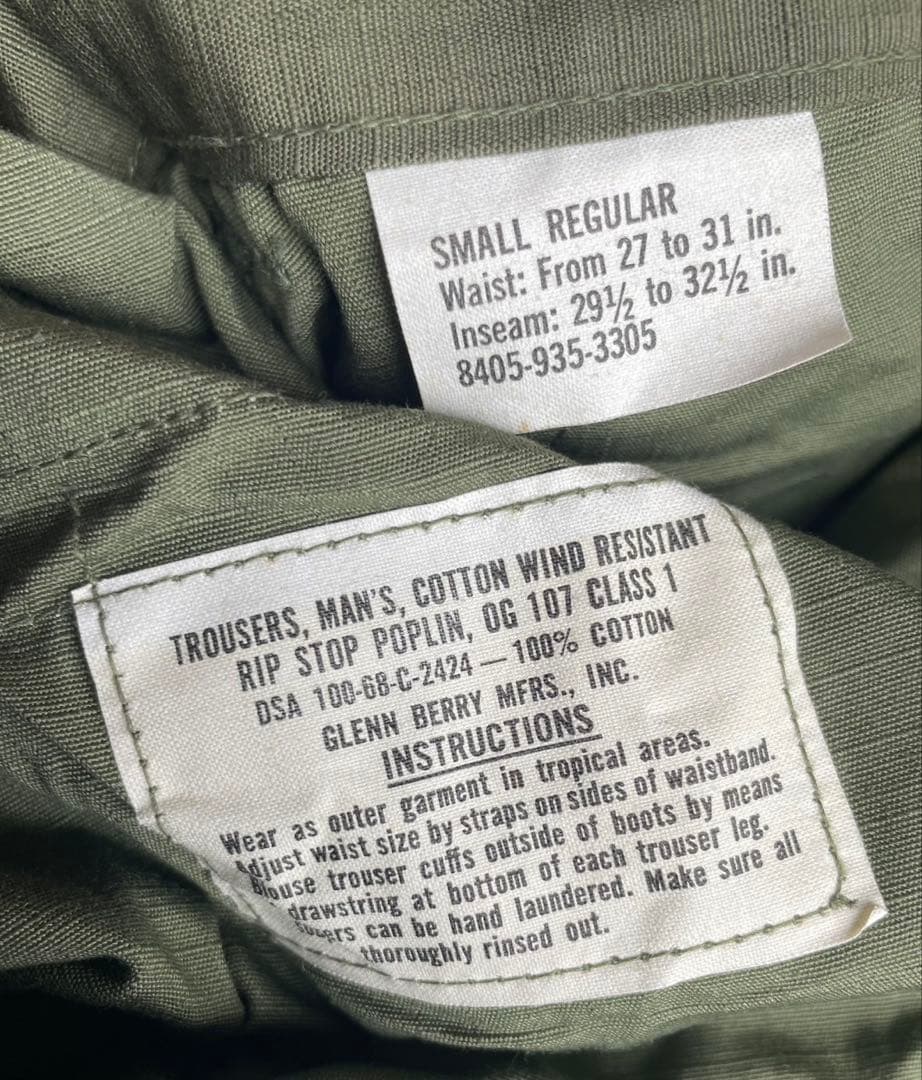 SMALL REGULAR
Waist: From 27 to 31 in.
Inseam: 29½ to 32½ in.
8405-935-3305
TROUSERS, MAN'S, COTTON WIND RESISTANT
RIP STOP POPLIN, OG 107 CLASS 1
DSA 100-68-C-2424 — 100% COTTON
GLENN BERRY MFRS., INC.
INSTRUCTIONS
Wear as outer garment in tropical areas.
Adjust waist size by straps on sides of waistband.
Blouse trouser cuffs outside of boots by means
drawstring at bottom of each trouser leg.
can be hand laundered. Make sure all
thoroughly rinsed out.